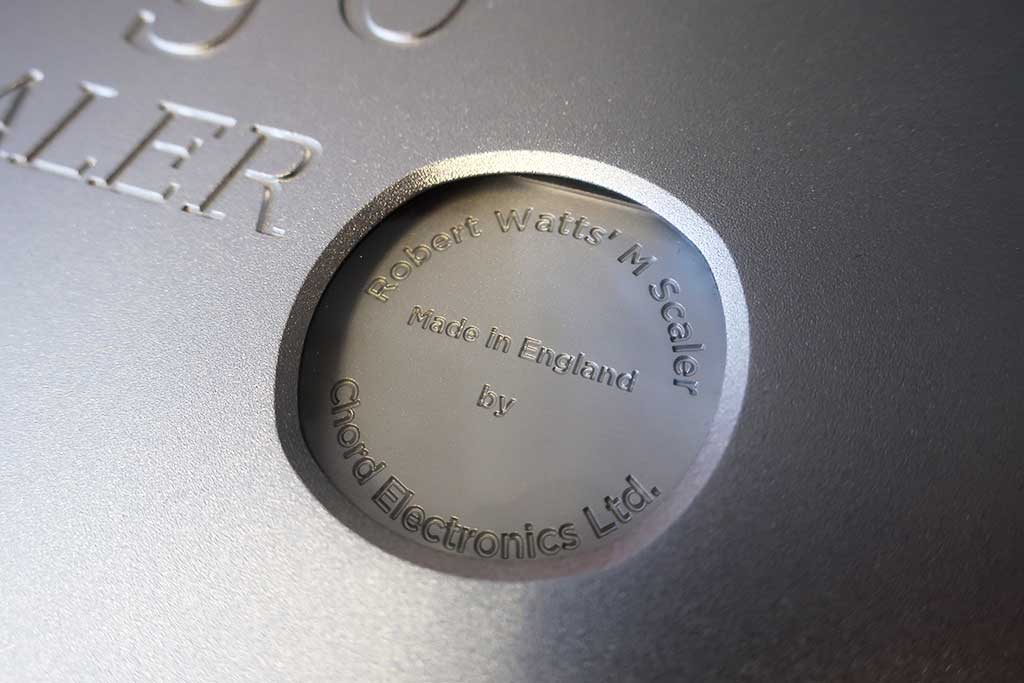 ALER
Robert Watts' M Scaler
Made in England
by
Chord Electronics Ltd.